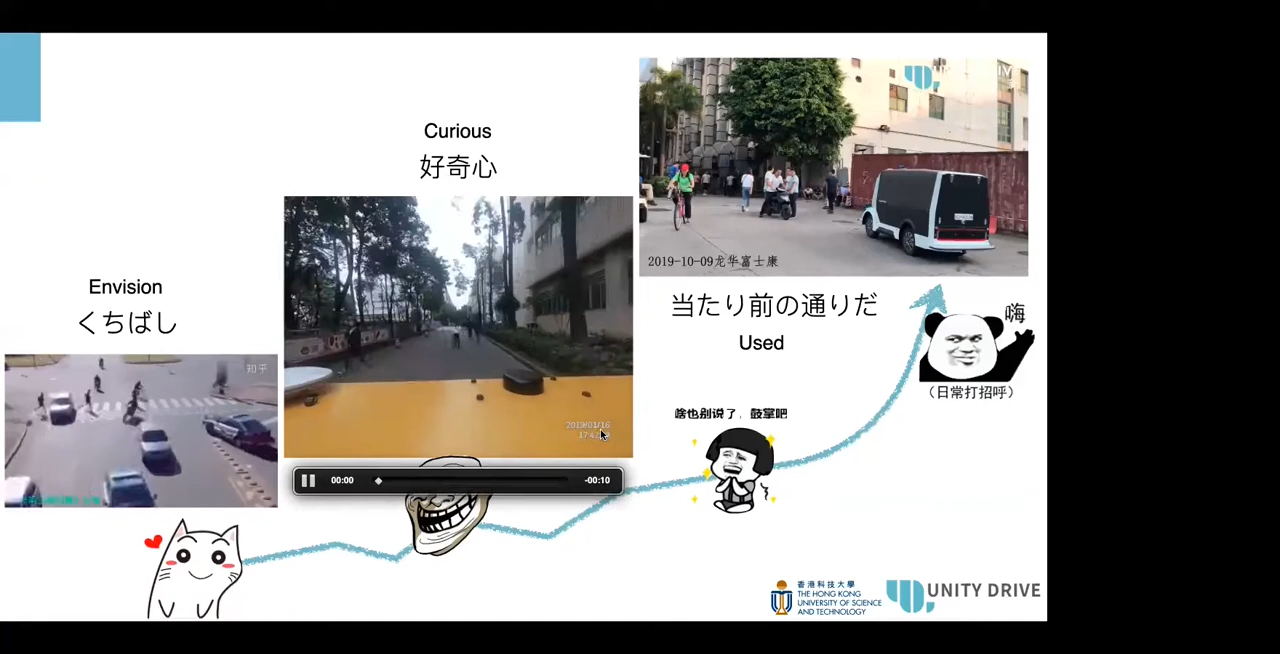 Curious
好奇心
2019-10-09龙华富士康
Envision
くちばし
知乎
当たり前の通りだ
Used
嗨
（日常打招呼）
啥也别说了，鼓掌吧
2019/01/16
00:00
-00:10
香港科技大學
THE HONG KONG
UNIVERSITY OF SCIENCE
AND TECHNOLOGY
UNITY DRIVE